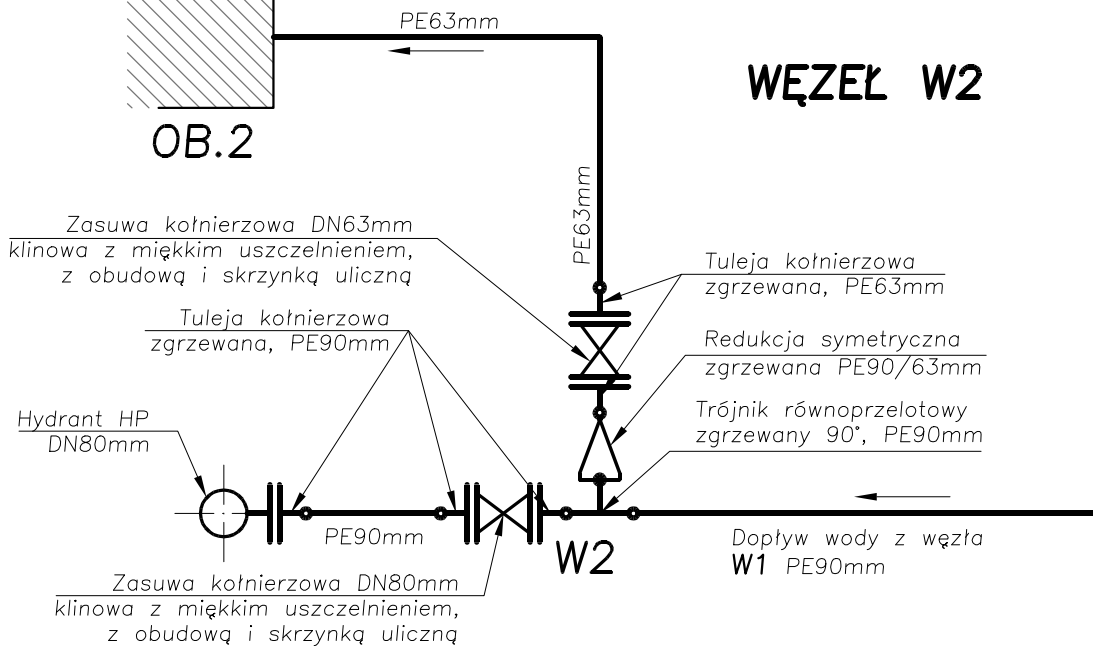 PE63mm
WĘZEŁ W2
OB.2
PE63mm
Zasuwa kołnierzowa DN63mm
klinowa z miękkim uszczelnieniem,
z obudową i skrzynką uliczną
Tuleja kołnierzowa
zgrzewana, PE63mm
Tuleja kołnierzowa
zgrzewana, PE90mm
Redukcja symetryczna
zgrzewana PE90/63mm
Hydrant HP
DN80mm
Trójnik równoprzelotowy
zgrzewany 90°, PE90mm
PE90mm
W2
Dopływ wody z węzła
W1 PE90mm
Zasuwa kołnierzowa DN80mm
klinowa z miękkim uszczelnieniem,
z obudową i skrzynką uliczną